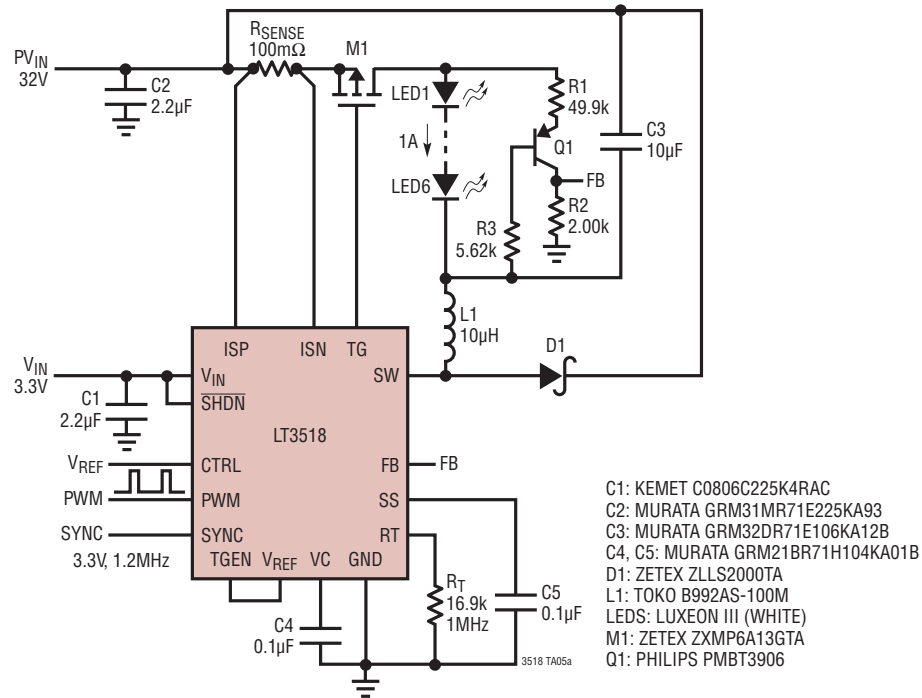 PVIN
32V
C2
2.2µF
RSENSE
100mΩ
M1
LED1
1A
LED6
R1
49.9k
Q1
FB
R2
2.00k
R3
5.62k
C3
10µF
L1
10µH
D1
VIN
3.3V
C1
2.2µF
ISP
ISN
TG
VIN
SW
SHDN
LT3518
VREF
CTRL
FB
FB
PWM
PWM
SS
SYNC
SYNC
RT
3.3V, 1.2MHz
TGEN
VREF
VC
GND
RT
16.9k
1MHz
C5
0.1µF
C4
0.1µF
3518 TA05a
C1: KEMET C0806C225K4RAC
C2: MURATA GRM31MR71E225KA93
C3: MURATA GRM32DR71E106KA12B
C4, C5: MURATA GRM21BR71H104KA01B
D1: ZETEX ZLLS2000TA
L1: TOKO B992AS-100M
LEDS: LUXEON III (WHITE)
M1: ZETEX ZXMP6A13GTA
Q1: PHILIPS PMBT3906